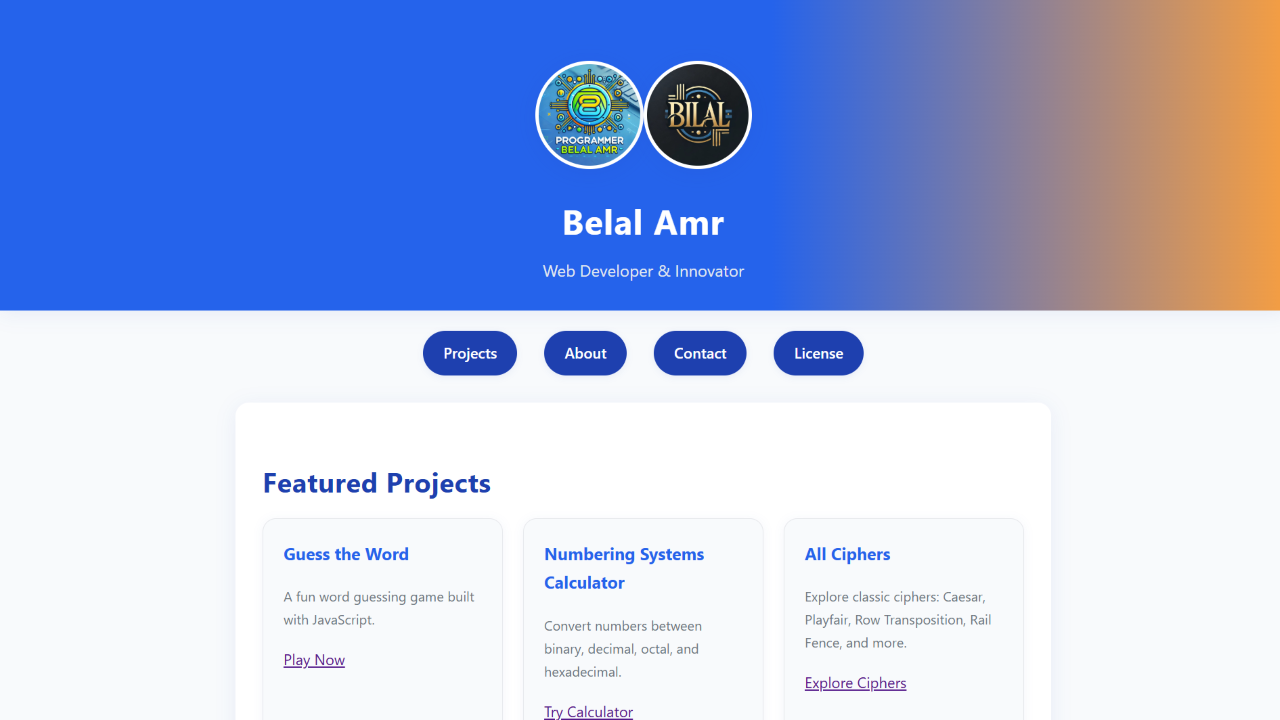 PROGRAMMER
BELAL AMR
BILAL
Belal Amr
Web Developer & Innovator
Projects
About
Contact
License
Featured Projects
Guess the Word
A fun word guessing game built
with JavaScript.
Play Now
Numbering Systems
Calculator
Convert numbers between
binary, decimal, octal, and
hexadecimal.
Try Calculator
All Ciphers
Explore classic ciphers: Caesar,
Playfair, Row Transposition, Rail
Fence, and more.
Explore Ciphers